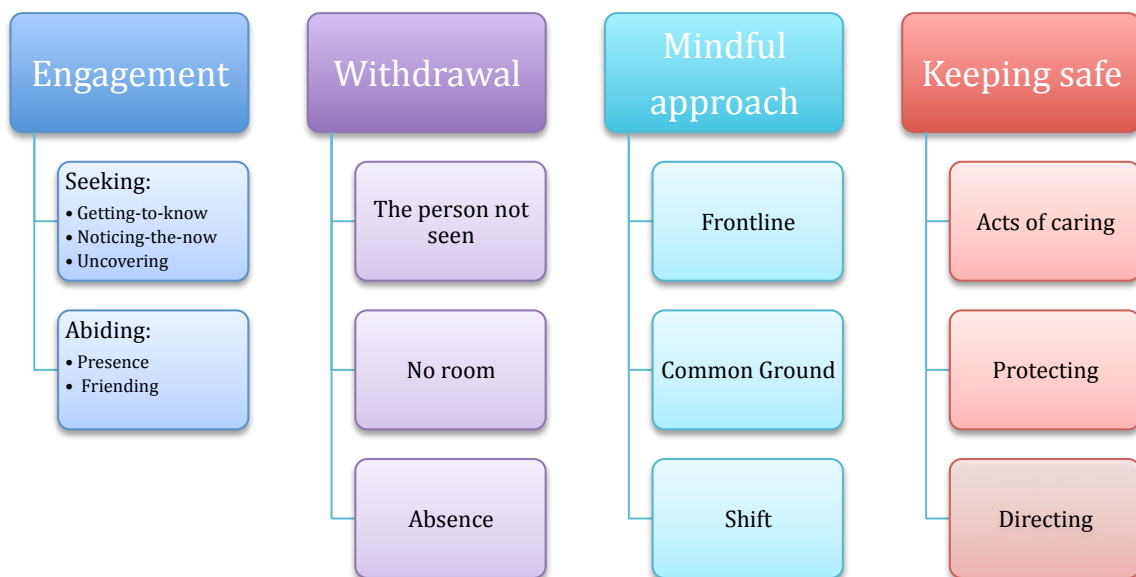 Engagement
Seeking:
• Getting-to-know
• Noticing-the-now
• Uncovering
Abiding:
• Presence
• Friending
Withdrawal
The person not
seen
No room
Absence
Mindful
approach
Frontline
Common Ground
Shift
Keeping safe
Acts of caring
Protecting
Directing